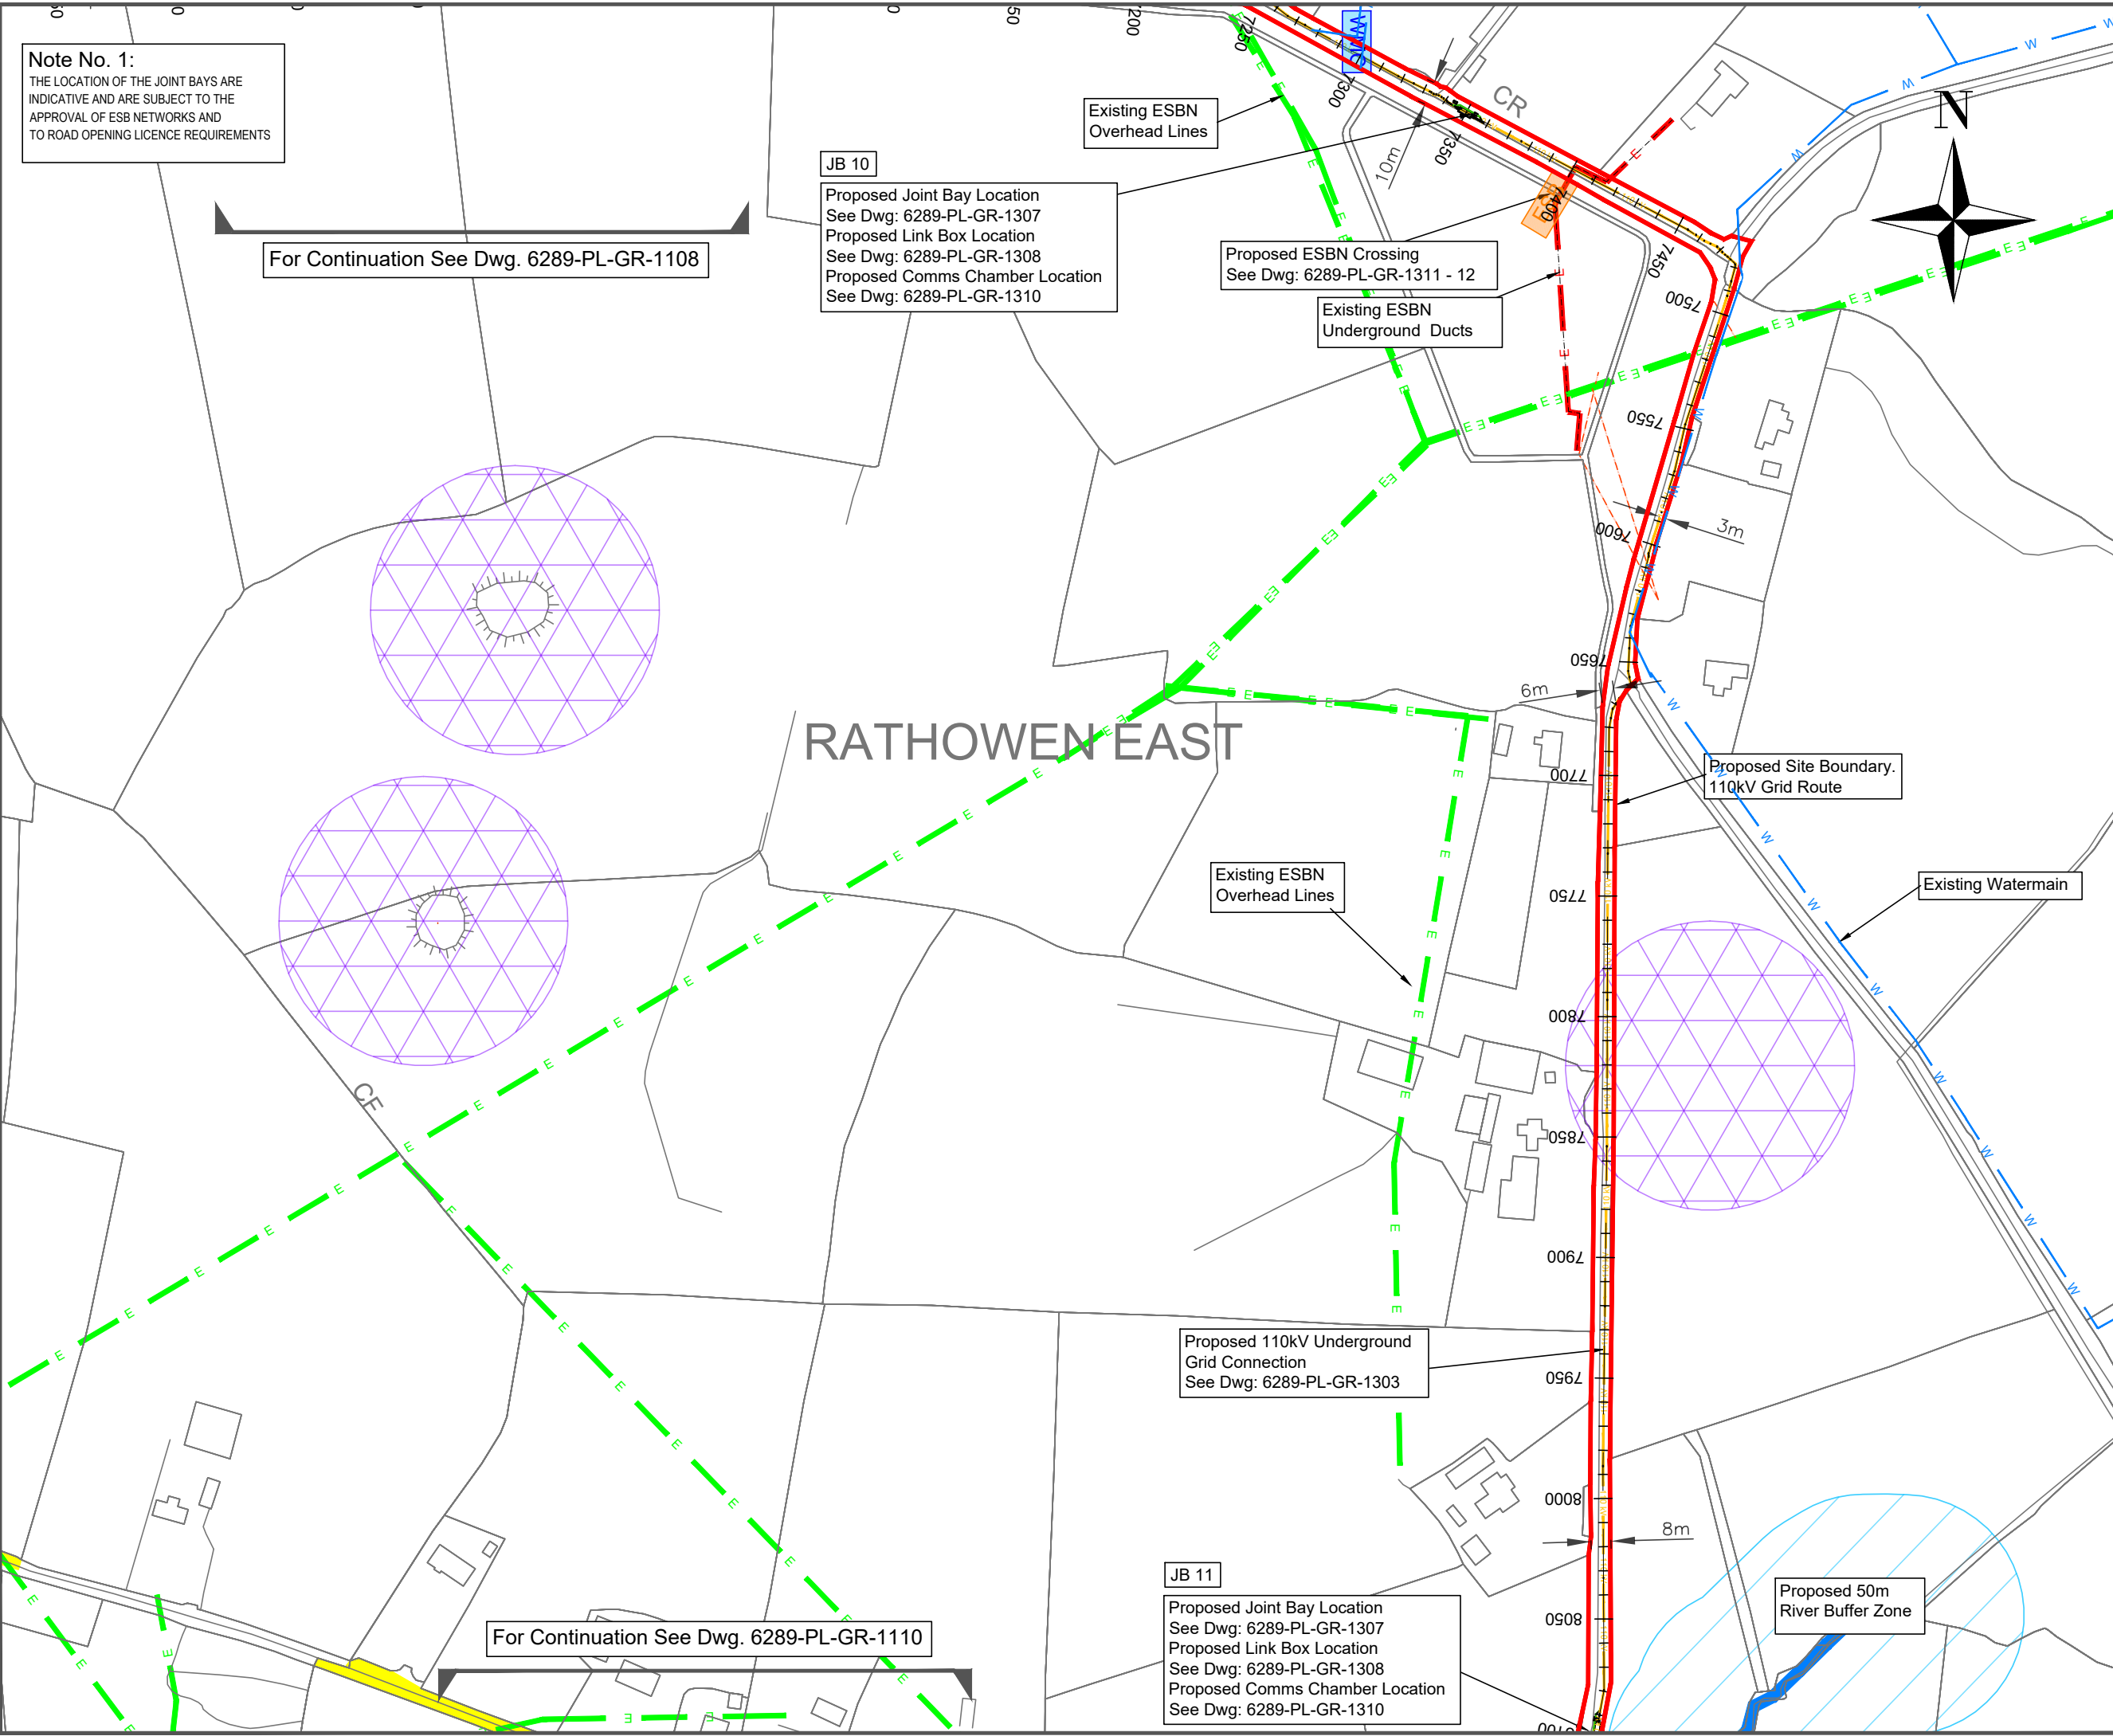 Note No. 1:
THE LOCATION OF THE JOINT BAYS ARE
INDICATIVE AND ARE SUBJECT TO THE
APPROVAL OF ESB NETWORKS AND
TO ROAD OPENING LICENCE REQUIREMENTS
For Continuation See Dwg. 6289-PL-GR-1108
JB 10
Proposed Joint Bay Location
See Dwg: 6289-PL-GR-1307
Proposed Link Box Location
See Dwg: 6289-PL-GR-1308
Proposed Comms Chamber Location
See Dwg: 6289-PL-GR-1310
Existing ESBN
Overhead Lines
50
7200
7250
7300
7350
10m
CR
N
Proposed ESBN Crossing
See Dwg: 6289-PL-GR-1311 - 12
Existing ESBN
Underground Ducts
7400
7450
7500
7550
3m
7600
7650
6m
RATHOWEN EAST
7700
Proposed Site Boundary.
110kV Grid Route
Existing ESBN
Overhead Lines
7750
Existing Watermain
7800
CF
7850
7900
Proposed 110kV Underground
Grid Connection
See Dwg: 6289-PL-GR-1303
7950
8000
8m
JB 11
Proposed Joint Bay Location
See Dwg: 6289-PL-GR-1307
Proposed Link Box Location
See Dwg: 6289-PL-GR-1308
Proposed Comms Chamber Location
See Dwg: 6289-PL-GR-1310
8050
Proposed 50m
River Buffer Zone
For Continuation See Dwg. 6289-PL-GR-1110